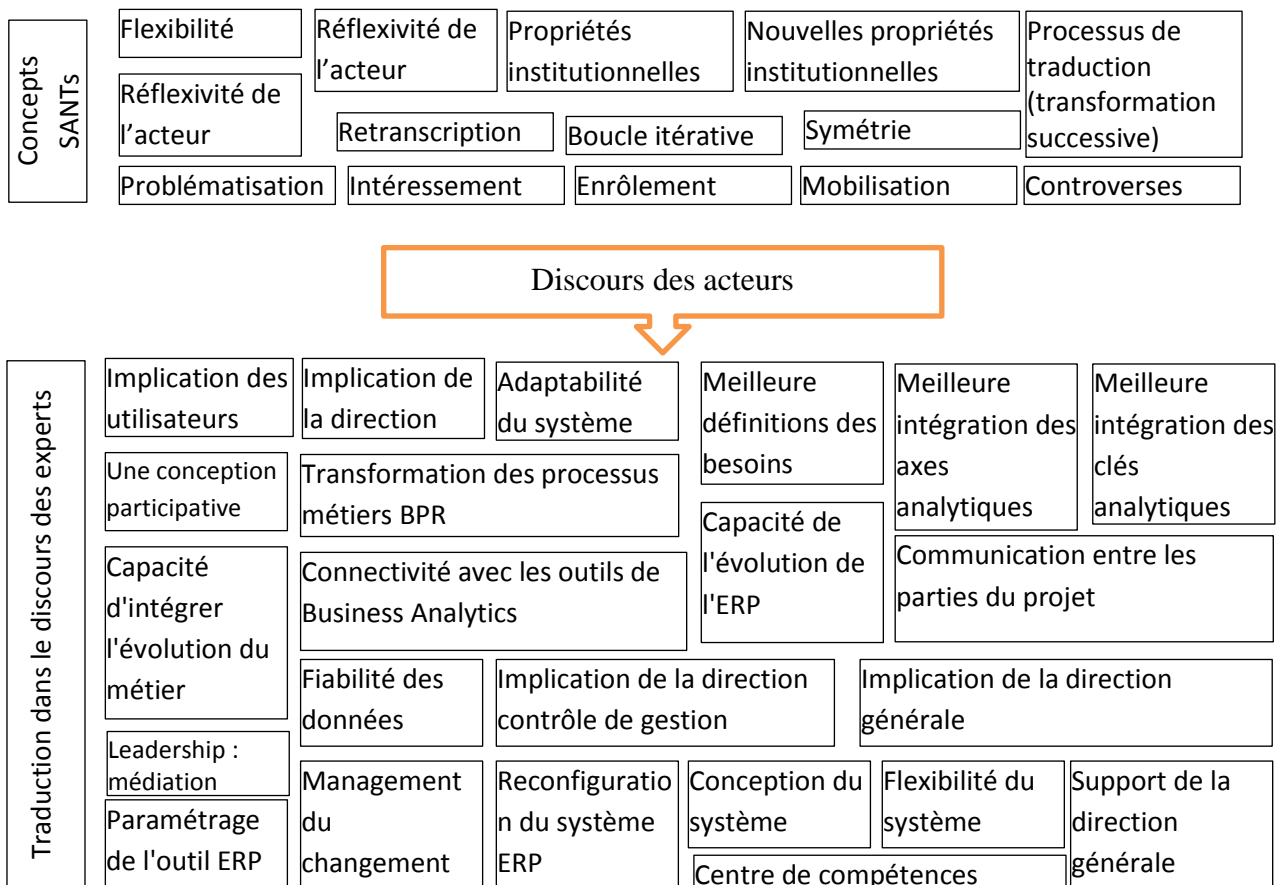 Concepts
SANTs
Flexibilité
Réflexivité de
l’acteur
Propriétés
institutionnelles
Nouvelles propriétés
institutionnelles
Processus de
traduction
(transformation
successive)
Réflexivité de
l’acteur
Retranscription
Boucle itérative
Symétrie
Problématisation
Intéressement
Enrôlement
Mobilisation
Controverses
Discours des acteurs
Traduction dans le discours des experts
Implication des
utilisateurs
Implication de
la direction
Adaptabilité
du système
Meilleure
définitions des
besoins
Meilleure
intégration des
axes
analytiques
Meilleure
intégration des
clés
analytiques
Une conception
participative
Transformation des processus
métiers BPR
Capacité de
l'évolution de
l'ERP
Communication entre les
parties du projet
Capacité
d'intégrer
l'évolution du
métier
Connectivité avec les outils de
Business Analytics
Fiabilité des
données
Implication de la direction
contrôle de gestion
Implication de la direction
générale
Leadership :
médiation
Management
du
changement
Reconfiguratio
n du système
ERP
Conception du
système
Flexibilité du
système
Support de la
direction
générale
Paramétrage
de l'outil ERP
Centre de compétences